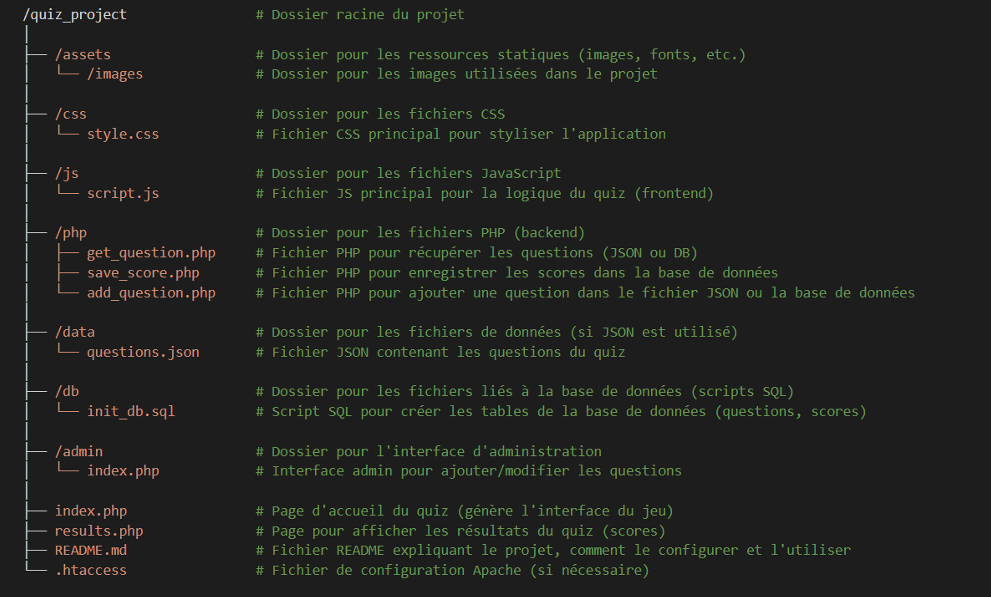 /quiz_project # Dossier racine du projet
│
├── /assets # Dossier pour les ressources statiques (images, fonts, etc.)
│ └── /images # Dossier pour les images utilisées dans le projet
│
├── /css # Dossier pour les fichiers CSS
│ └── style.css # Fichier CSS principal pour styliser l'application
│
├── /js # Dossier pour les fichiers JavaScript
│ └── script.js # Fichier JS principal pour la logique du quiz (frontend)
│
├── /php # Dossier pour les fichiers PHP (backend)
│ ├── get_question.php # Fichier PHP pour récupérer les questions (JSON ou DB)
│ ├── save_score.php # Fichier PHP pour enregistrer les scores dans la base de données
│ └── add_question.php # Fichier PHP pour ajouter une question dans le fichier JSON ou la base de données
│
├── /data # Dossier pour les fichiers de données (si JSON est utilisé)
│ └── questions.json # Fichier JSON contenant les questions du quiz
│
├── /db # Dossier pour les fichiers liés à la base de données (scripts SQL)
│ └── init_db.sql # Script SQL pour créer les tables de la base de données (questions, scores)
│
├── /admin # Dossier pour l'interface d'administration
│ └── index.php # Interface admin pour ajouter/modifier les questions
│
├── index.php # Page d'accueil du quiz (génère l'interface du jeu)
├── results.php # Page pour afficher les résultats du quiz (scores)
├── README.md # Fichier README expliquant le projet, comment le configurer et l'utiliser
└── .htaccess # Fichier de configuration Apache (si nécessaire)